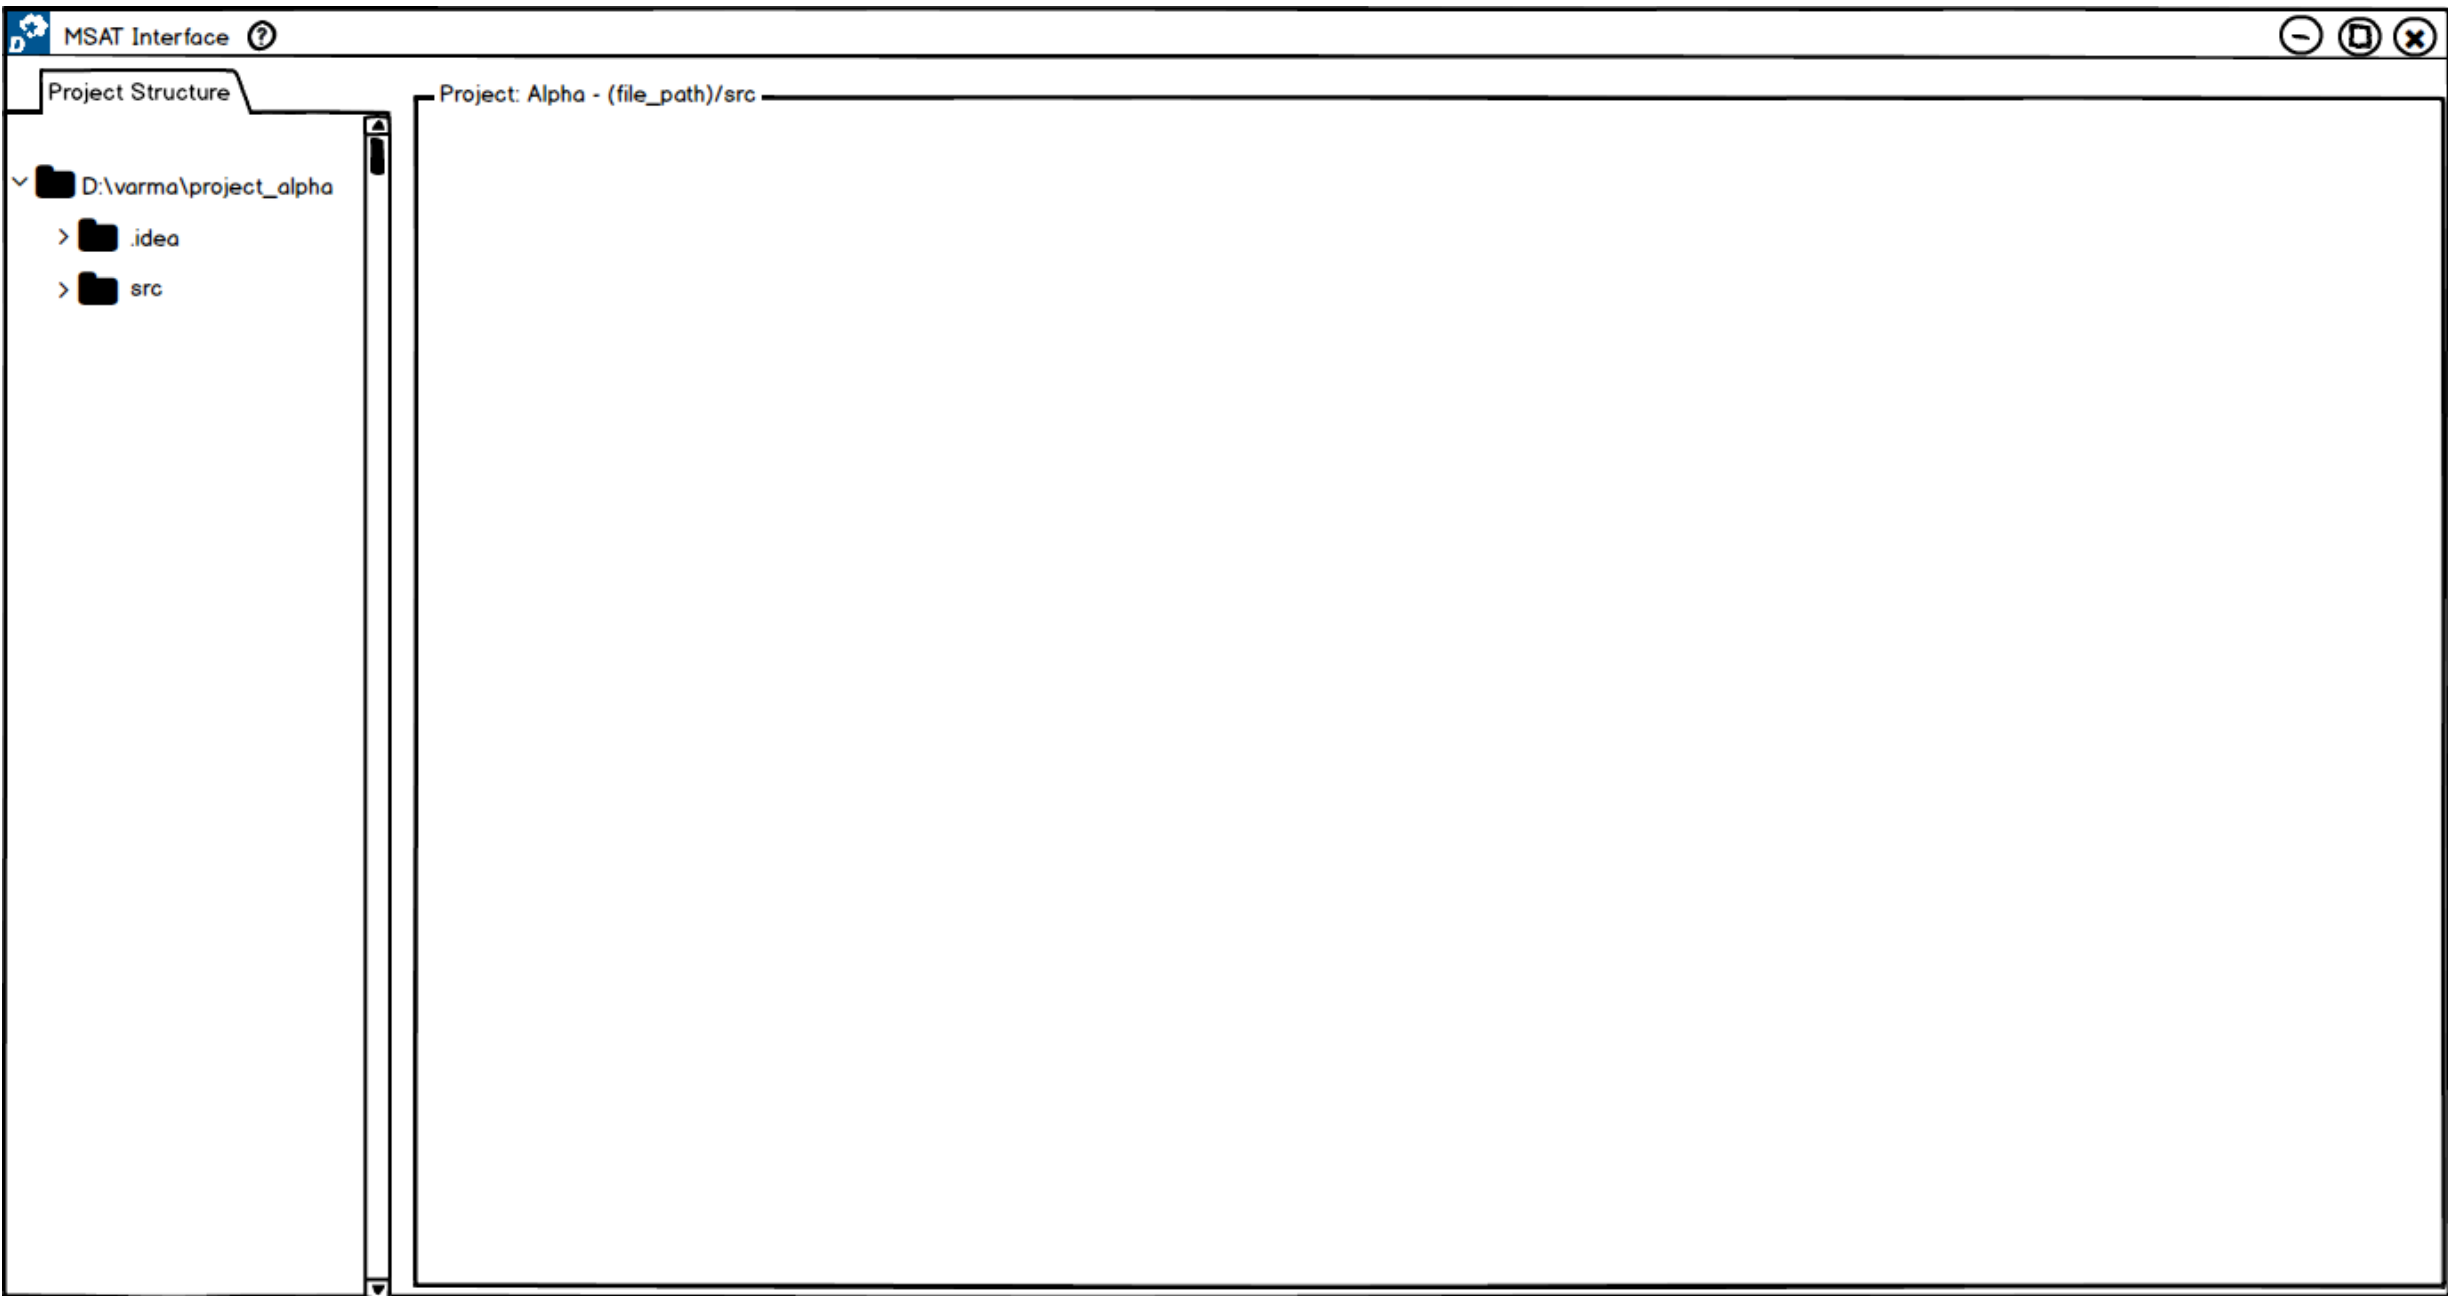 D
MSAT Interface ?
Project Structure
Project: Alpha - (file_path)/src
D:\varma\project_alpha
.idea
src